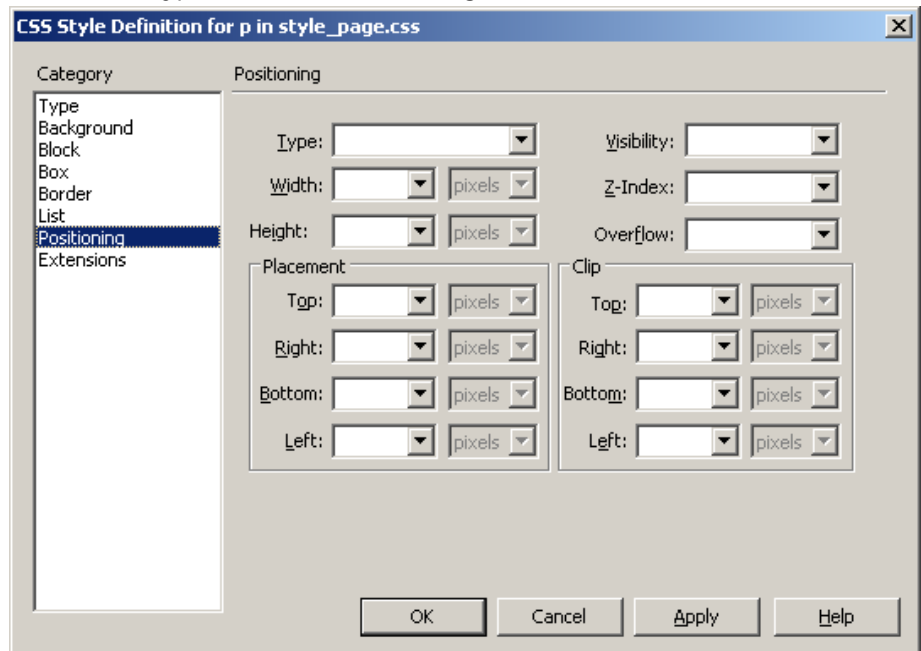 CSS Style Definition for p in style_page.css
Category
Type
Background
Block
Box
Border
List
Positioning
Extensions
Positioning
Type:
Visibility:
Width: pixels
Z-Index:
Height: pixels
Overflow:
Placement
Top: pixels
Right: pixels
Bottom: pixels
Left: pixels
Clip
Top: pixels
Right: pixels
Bottom: pixels
Left: pixels
OK Cancel Apply Help